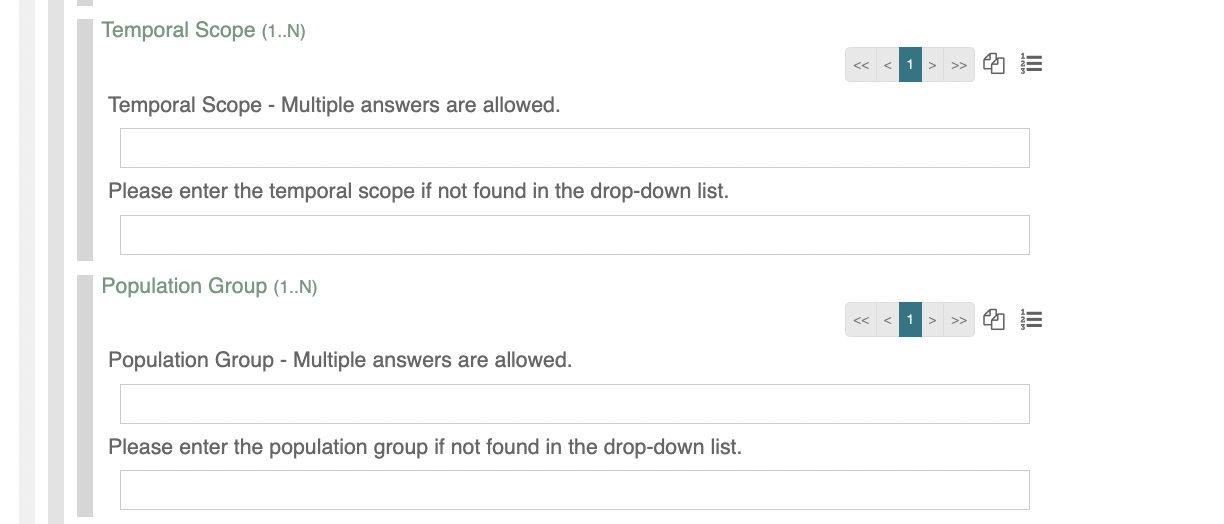 Temporal Scope (1..N)
<< < 1 > >>
Temporal Scope - Multiple answers are allowed.
Please enter the temporal scope if not found in the drop-down list.
Population Group (1..N)
<< < 1 > >>
Population Group - Multiple answers are allowed.
Please enter the population group if not found in the drop-down list.